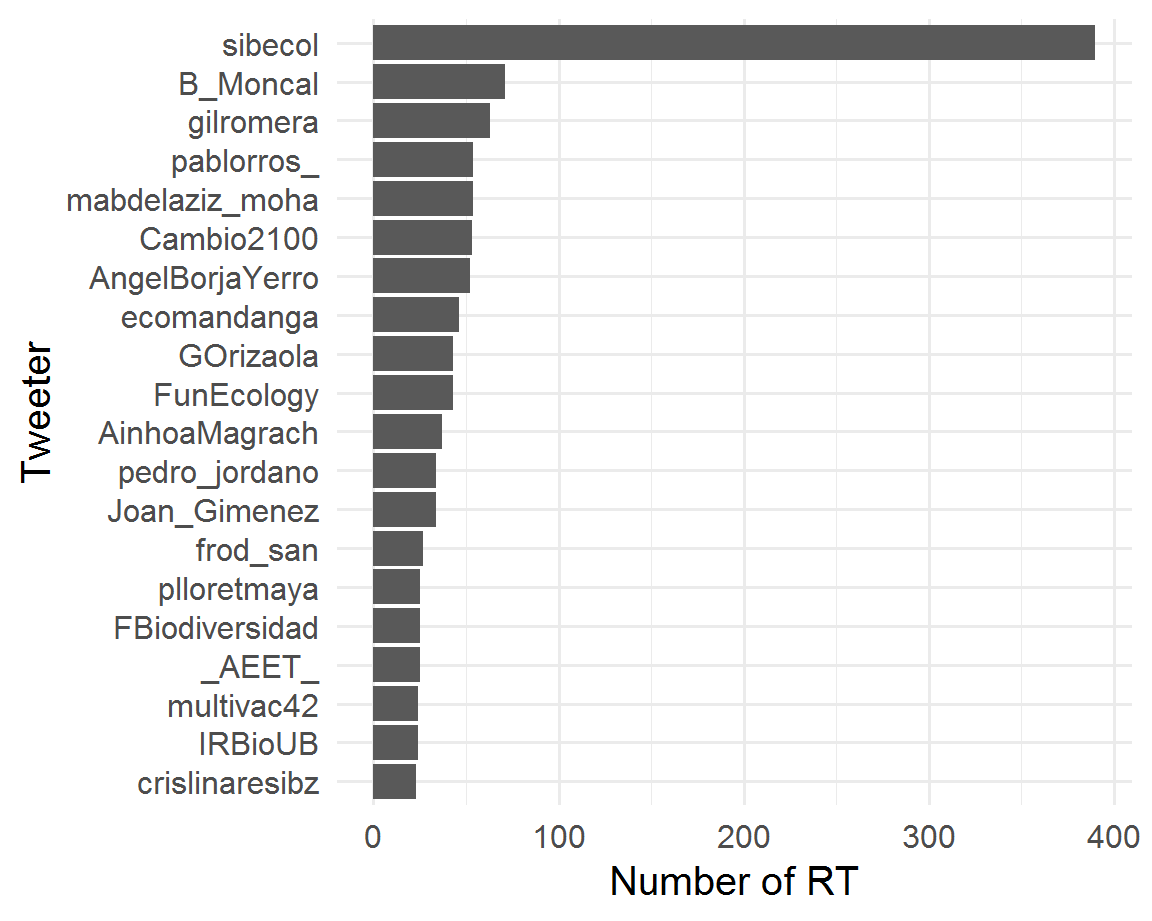 sibecol
B_Moncal
gilromera
pablorros_
mabdelaziz_moha
Cambio2100
AngelBorjaYerro
ecomandanga
GOrizaola
FunEcology
AinhoaMagrach
pedro_jordano
Joan_Gimenez
frod_san
plloretmaya
FBiodiversidad
_AEET_
multivac42
IRBioUB
crislinaresibz
Tweeter
0 100 200 300 400
Number of RT